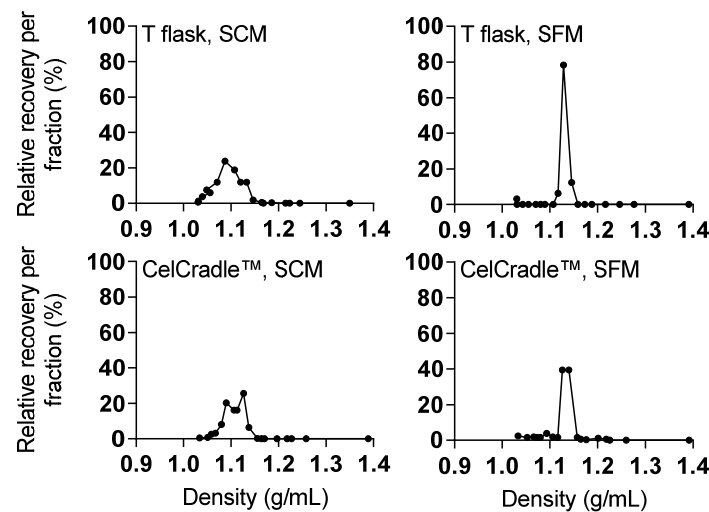 Relative recovery per
fraction (%)
T flask, SCM
100
80
60
40
20
0
0.9 1.0 1.1 1.2 1.3 1.4
T flask, SFM
100
80
60
40
20
0
0.9 1.0 1.1 1.2 1.3 1.4
Relative recovery per
fraction (%)
CelCradle™, SCM
100
80
60
40
20
0
0.9 1.0 1.1 1.2 1.3 1.4
Density (g/mL)
CelCradle™, SFM
100
80
60
40
20
0
0.9 1.0 1.1 1.2 1.3 1.4
Density (g/mL)